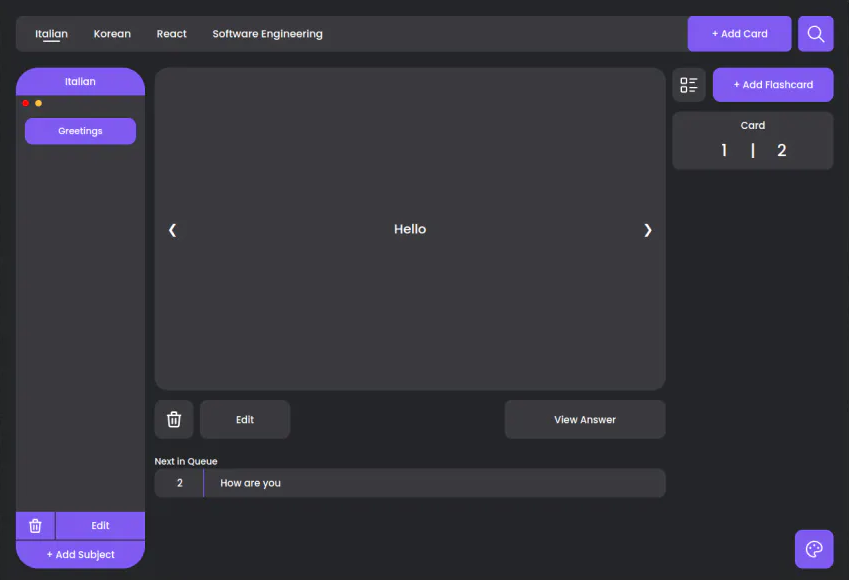 Italian Korean React Software Engineering + Add Card
Italian
Greetings
Edit
+ Add Subject
Hello
Edit View Answer
Next in Queue
2 How are you
+ Add Flashcard
Card
1 | 2